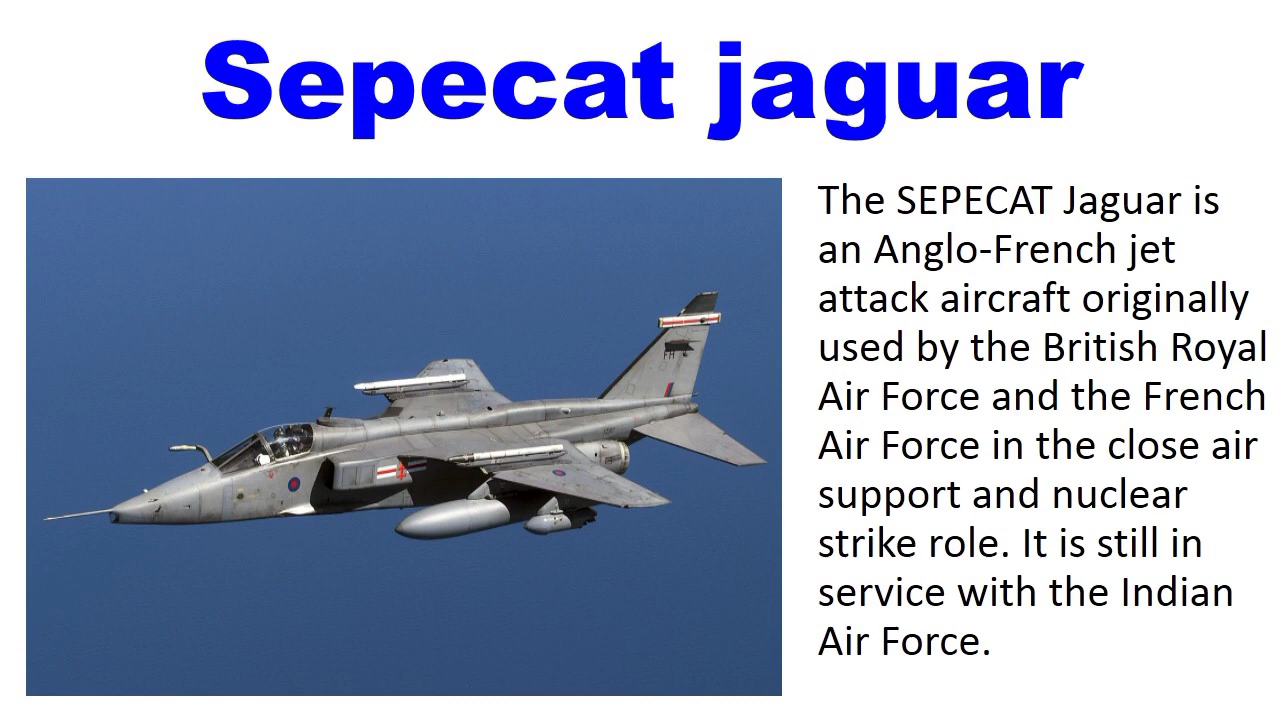 Sepecat jaguar
The SEPECAT Jaguar is
an Anglo-French jet
attack aircraft originally
used by the British Royal
Air Force and the French
Air Force in the close air
support and nuclear
strike role. It is still in
service with the Indian
Air Force.
FH